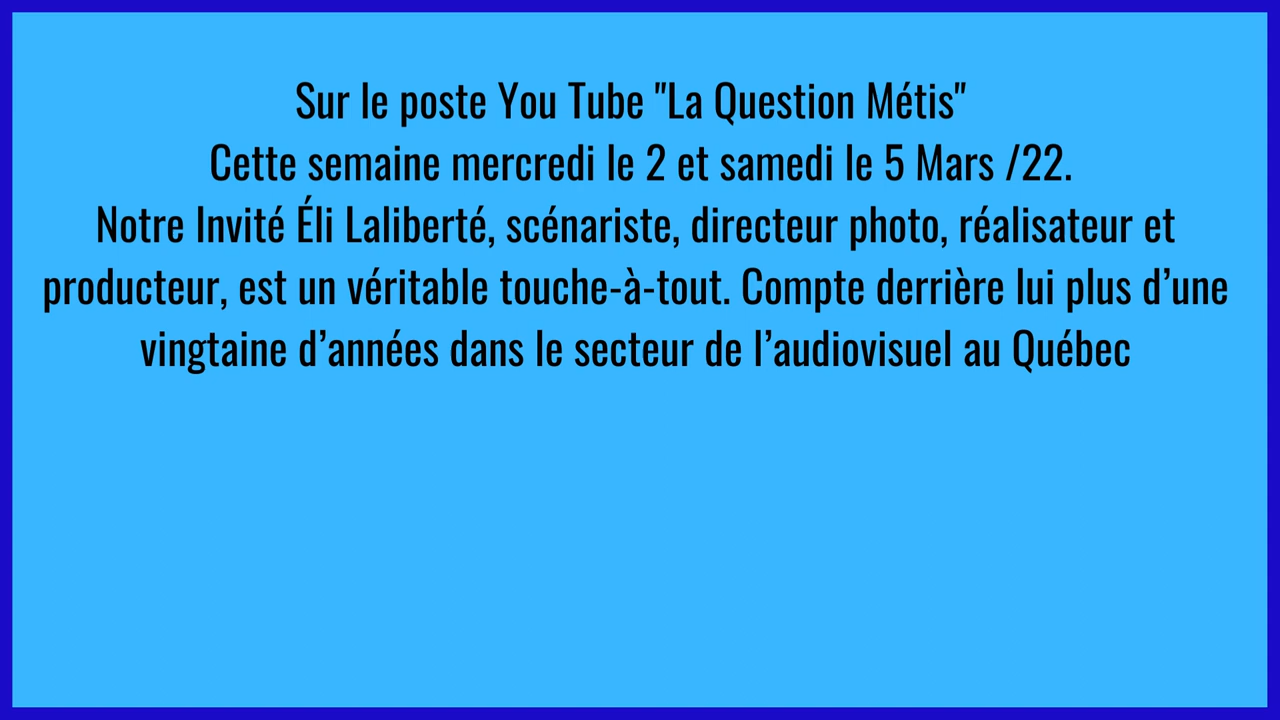 Sur le poste You Tube "La Question Métis"
Cette semaine mercredi le 2 et samedi le 5 Mars /22.
Notre Invité Éli Laliberté, scénariste, directeur photo, réalisateur et
producteur, est un véritable touche-à-tout. Compte derrière lui plus d’une
vingtaine d’années dans le secteur de l’audiovisuel au Québec